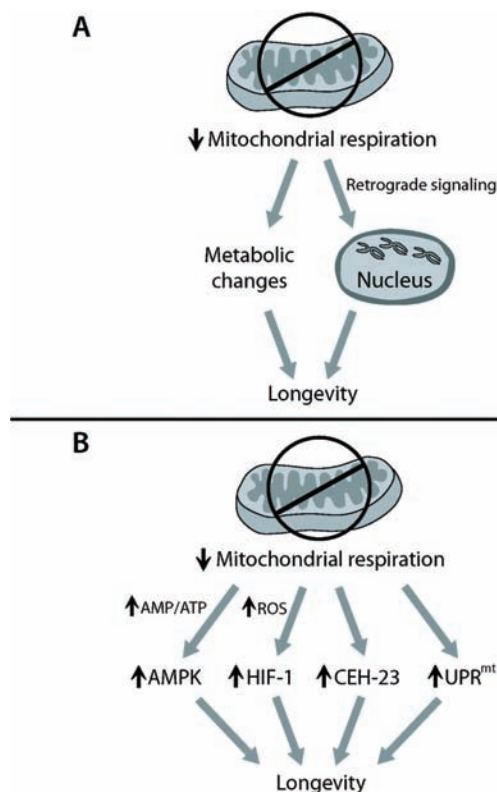 A
↓ Mitochondrial respiration
Retrograde signaling
Metabolic
changes
Nucleus
Longevity
B
↓ Mitochondrial respiration
↑AMP/ATP ↑ROS
↑AMPK ↑HIF-1 ↑CEH-23 ↑UPRᵐᵗ
Longevity